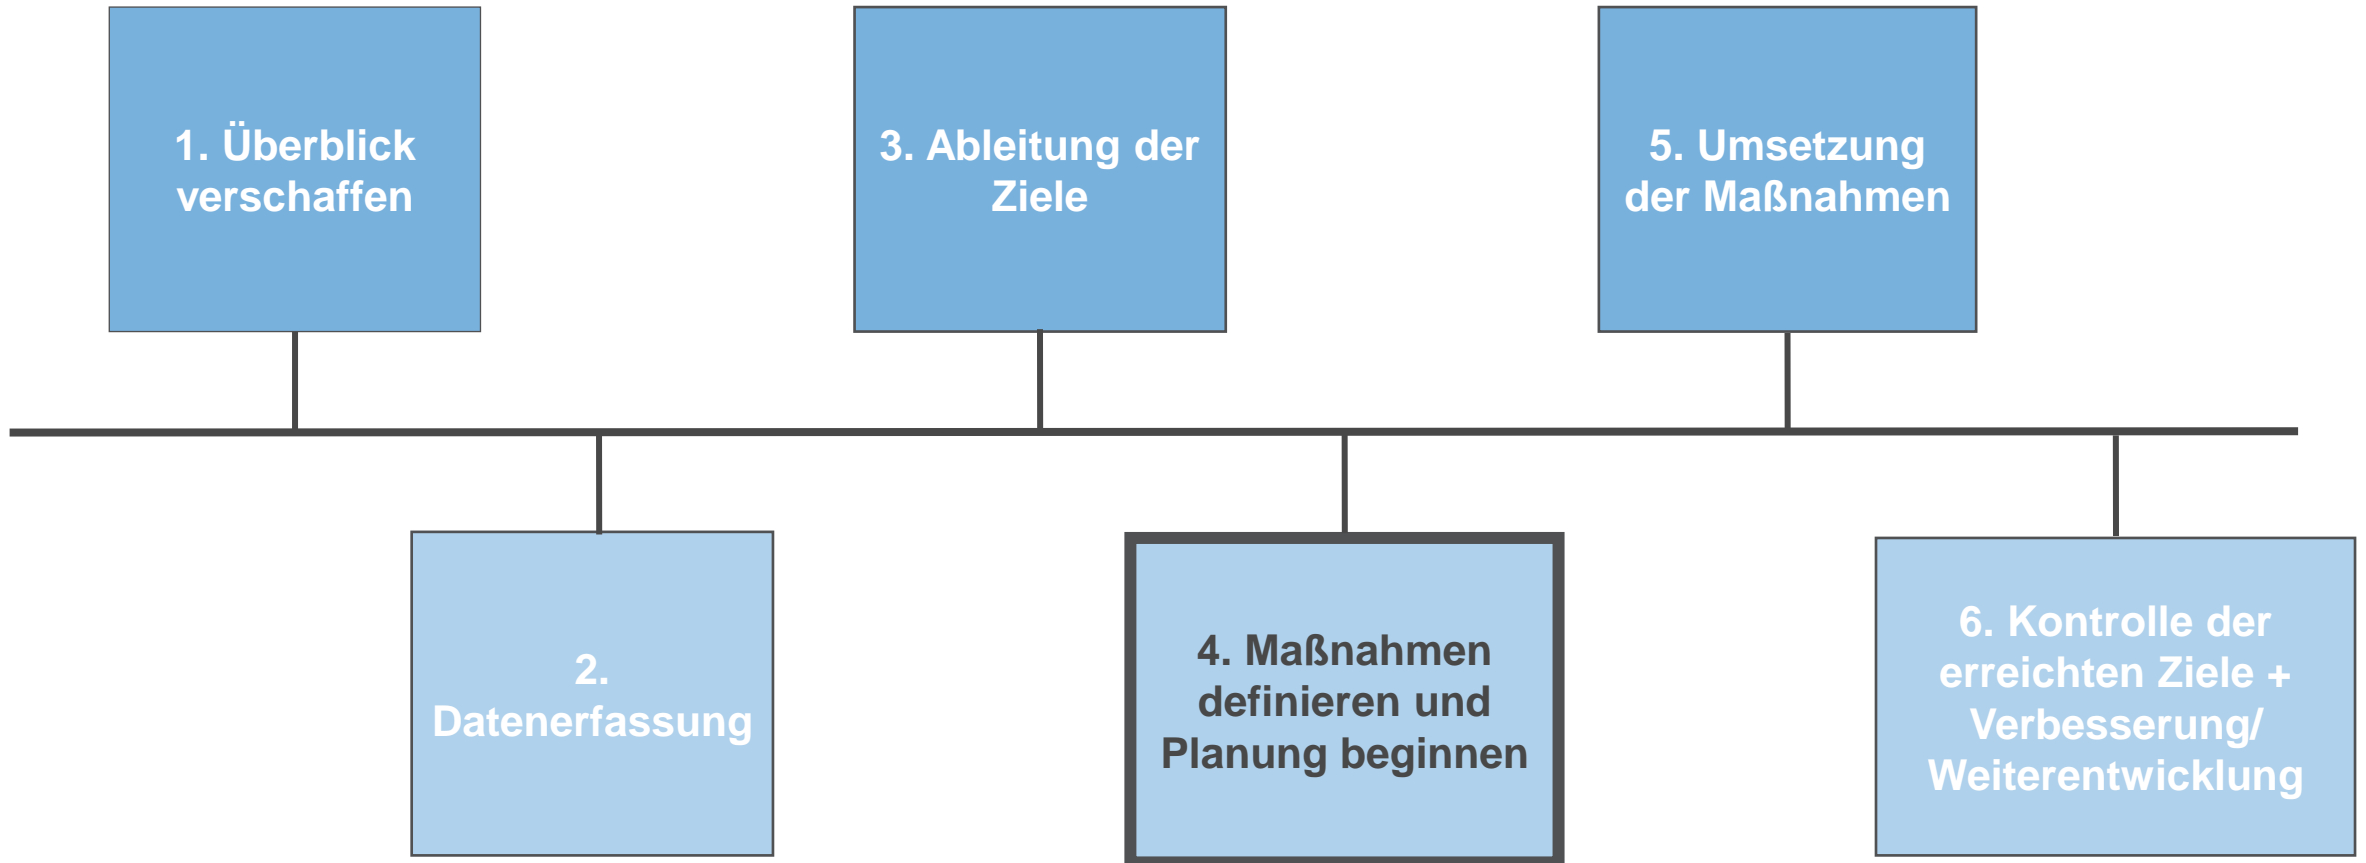 1. Überblick
verschaffen
2.
Datenerfassung
3. Ableitung der
Ziele
4. Maßnahmen
definieren und
Planung beginnen
5. Umsetzung
der Maßnahmen
6. Kontrolle der
erreichten Ziele +
Verbesserung/
Weiterentwicklung